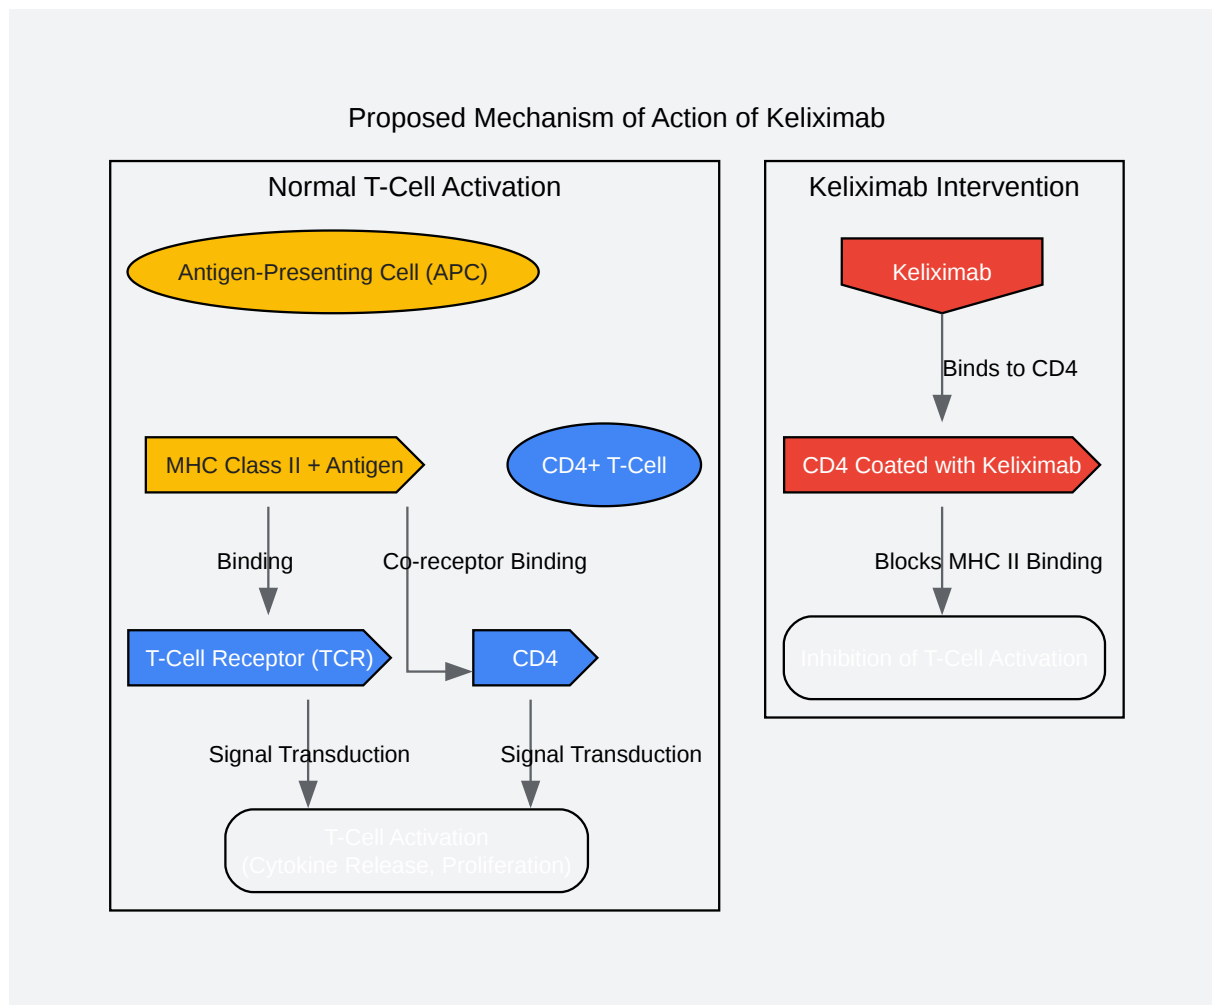 Proposed Mechanism of Action of Keliximab
Normal T-Cell Activation
Antigen-Presenting Cell (APC)
MHC Class II + Antigen
CD4+ T-Cell
Binding
Co-receptor Binding
T-Cell Receptor (TCR)
CD4
Signal Transduction
Signal Transduction
T-Cell Activation
(Cytokine Release, Proliferation)
Keliximab Intervention
Keliximab
Binds to CD4
CD4 Coated with Keliximab
Blocks MHC II Binding
Inhibition of T-Cell Activation